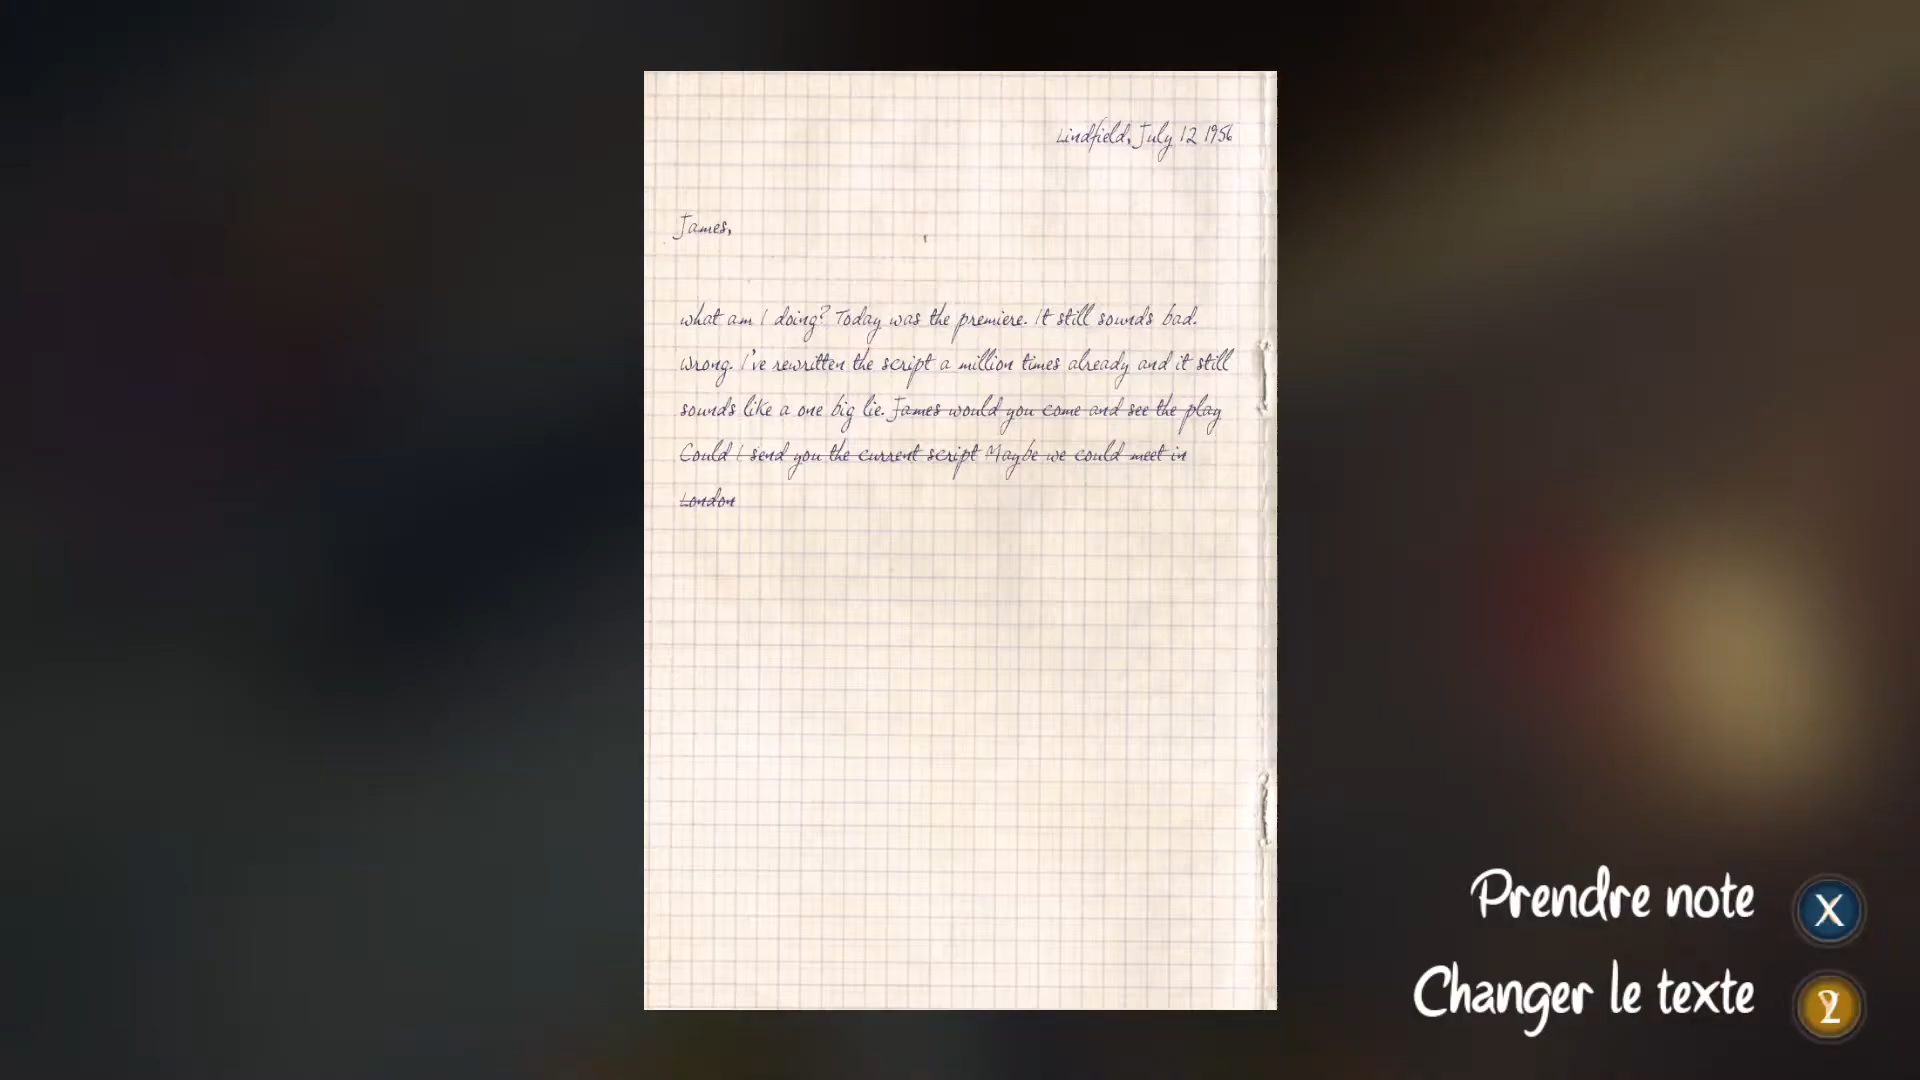 Lindfield, July 12 1956
James,
what am I doing? Today was the premiere. It still sounds bad.
Wrong. I've rewritten the script a million times already and it still
sounds like a one big lie. James would you come and see the play
Could I send you the current script Maybe we could meet in
London
Prendre note X
Changer le texte Y